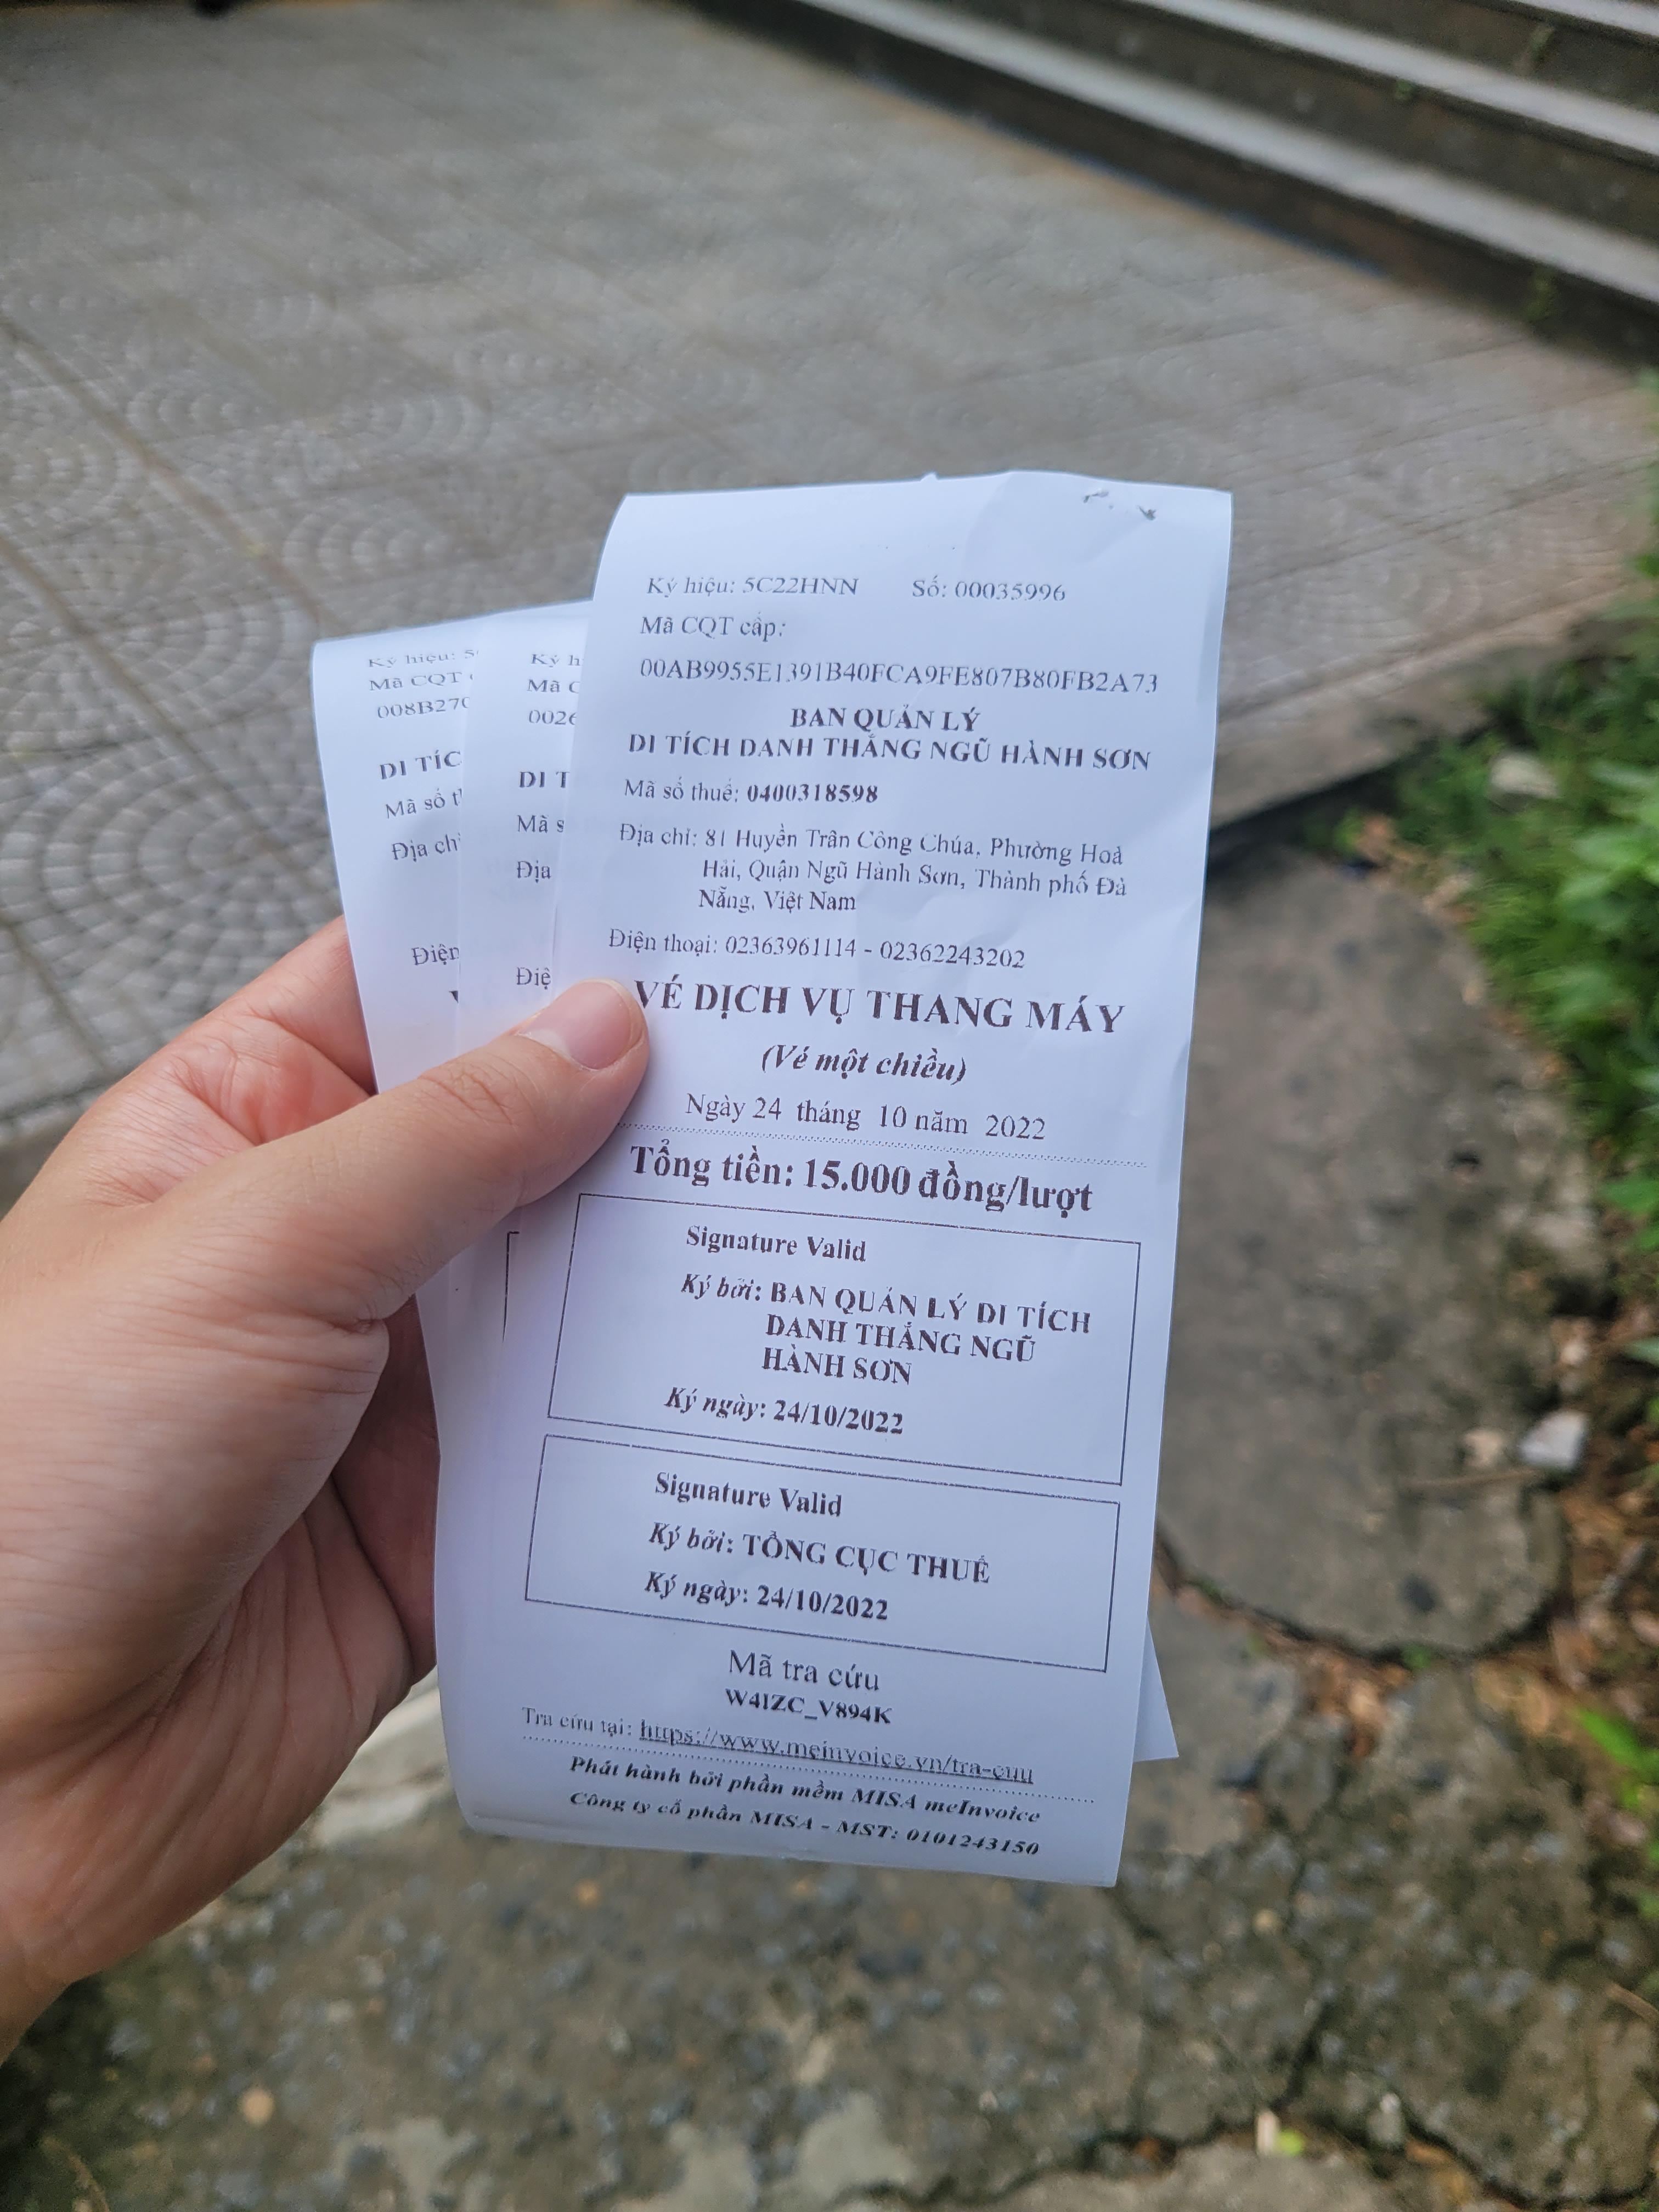 Ký hiệu: 5C22HNN Số: 00035996
Mã CQT cấp:
00AB9955E1391B40FCA9FE807B80FB2A73
BAN QUẢN LÝ
DI TÍCH DANH THẮNG NGŨ HÀNH SƠN
Mã số thuế: 0400318598
Địa chỉ: 81 Huyền Trân Công Chúa, Phường Hoà
Hải, Quận Ngũ Hành Sơn, Thành phố Đà
Nẵng, Việt Nam
Điện thoại: 02363961114 - 02362243202
VÉ DỊCH VỤ THANG MÁY
(Vé một chiều)
Ngày 24 tháng 10 năm 2022
Tổng tiền: 15.000 đồng/lượt
Signature Valid
Ký bởi: BAN QUẢN LÝ DI TÍCH
DANH THẮNG NGŨ
HÀNH SƠN
Ký ngày: 24/10/2022
Signature Valid
Ký bởi: TỔNG CỤC THUẾ
Ký ngày: 24/10/2022
Mã tra cứu
W4IZC_V894K
Tra cứu tại: https://www.meinvoice.vn/tra-cuu
Phát hành bởi phần mềm MISA meInvoice
Công ty cổ phần MISA - MST: 0101243150
Ký hiệu: 5
Mã CQT
008B27
DI TÍC
Mã số
Địa chỉ
Điện
Ký h
Mã C
0026
DI T
Mã s
Địa
Điệ